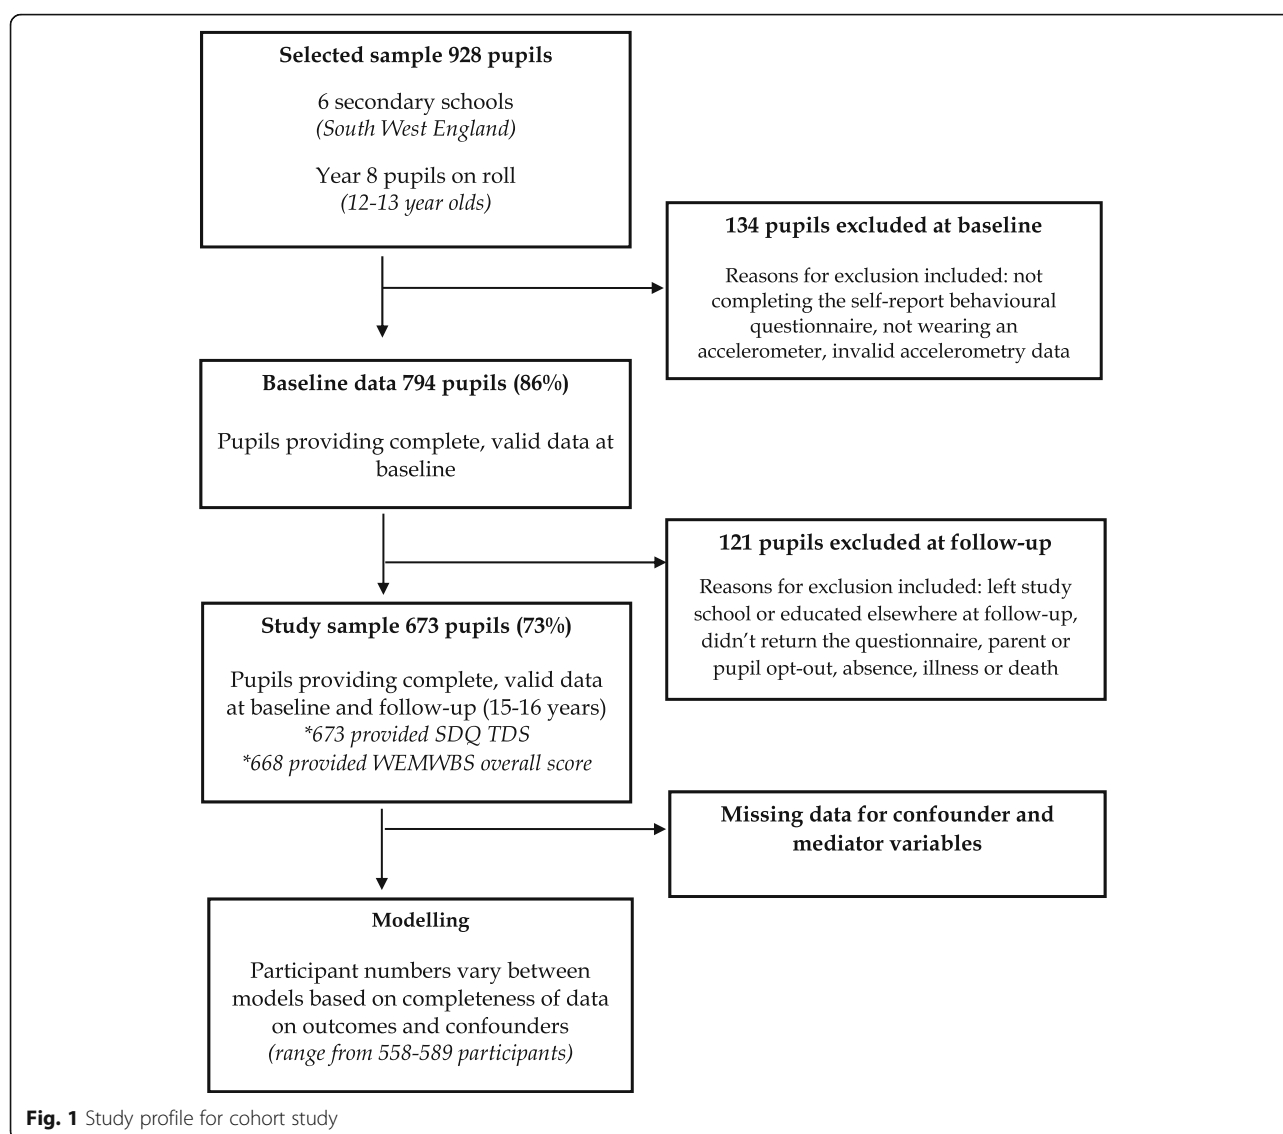 Selected sample 928 pupils
6 secondary schools
(South West England)
Year 8 pupils on roll
(12-13 year olds)
134 pupils excluded at baseline
Reasons for exclusion included: not
completing the self-report behavioural
questionnaire, not wearing an
accelerometer, invalid accelerometry data
Baseline data 794 pupils (86%)
Pupils providing complete, valid data at
baseline
121 pupils excluded at follow-up
Reasons for exclusion included: left study
school or educated elsewhere at follow-up,
didn’t return the questionnaire, parent or
pupil opt-out, absence, illness or death
Study sample 673 pupils (73%)
Pupils providing complete, valid data
at baseline and follow-up (15-16 years)
*673 provided SDQ TDS
*668 provided WEMWBS overall score
Missing data for confounder and
mediator variables
Modelling
Participant numbers vary between
models based on completeness of data
on outcomes and confounders
(range from 558-589 participants)
Fig. 1 Study profile for cohort study